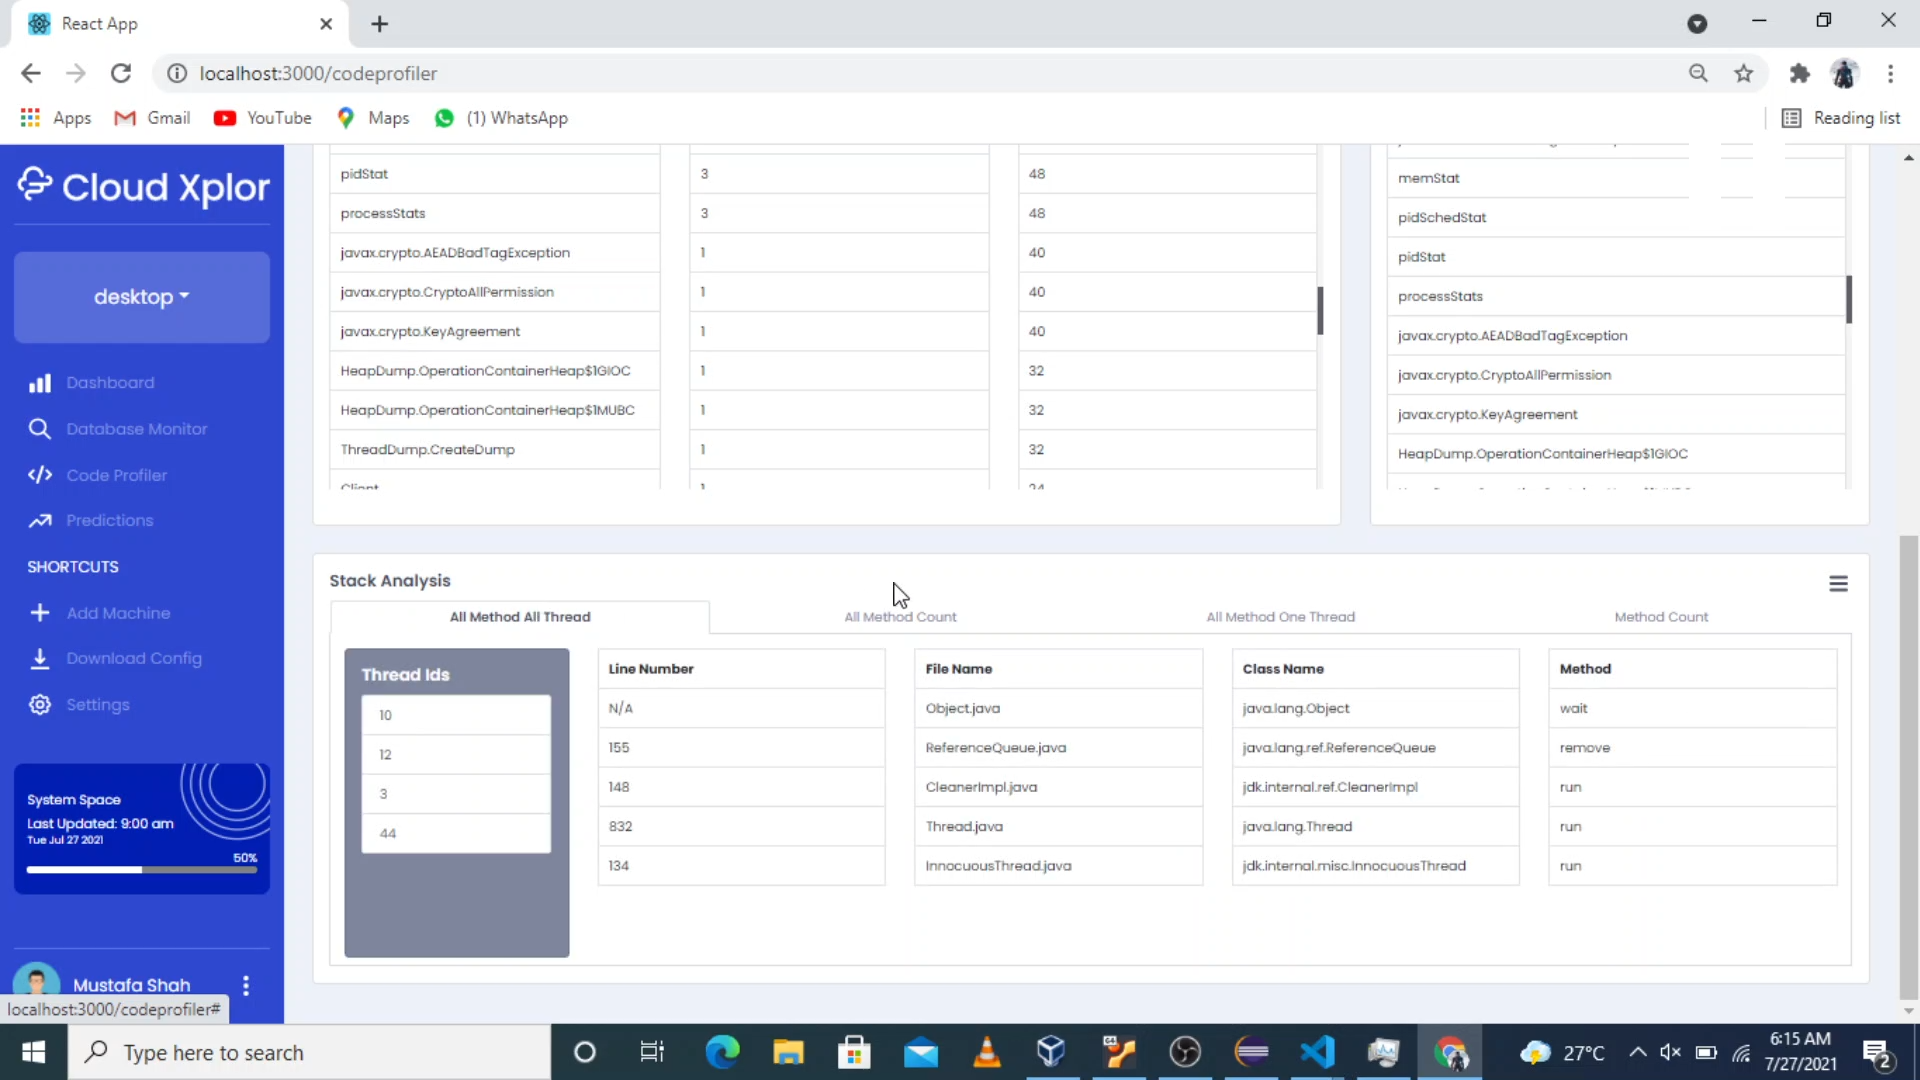 React App
localhost:3000/codeprofiler
Apps
Gmail
YouTube
Maps
(1) WhatsApp
Reading list
Cloud Xplor
desktop
Dashboard
Database Monitor
Code Profiler
Predictions
SHORTCUTS
Add Machine
Download Config
Settings
System Space
Last Updated: 9:00 am
Tue Jul 27 2021
50%
Mustafa Shah
localhost:3000/codeprofiler#
pidStat 3 48
processStats 3 48
javax.crypto.AEADBadTagException 1 40
javax.crypto.CryptoAllPermission 1 40
javax.crypto.KeyAgreement 1 40
HeapDump.OperationContainerHeap$1GIOC 1 32
HeapDump.OperationContainerHeap$1MUBC 1 32
ThreadDump.CreateDump 1 32
Client 1 24
memStat
pidSchedStat
pidStat
processStats
javax.crypto.AEADBadTagException
javax.crypto.CryptoAllPermission
javax.crypto.KeyAgreement
HeapDump.OperationContainerHeap$1GIOC
Stack Analysis
All Method All Thread All Method Count All Method One Thread Method Count
Thread Ids
10
12
3
44
Line Number File Name Class Name Method
N/A Object.java java.lang.Object wait
155 ReferenceQueue.java java.lang.ref.ReferenceQueue remove
148 CleanerImpl.java jdk.internal.ref.CleanerImpl run
832 Thread.java java.lang.Thread run
134 InnocuousThread.java jdk.internal.misc.InnocuousThread run
Type here to search
64
27°C
6:15 AM
7/27/2021
2